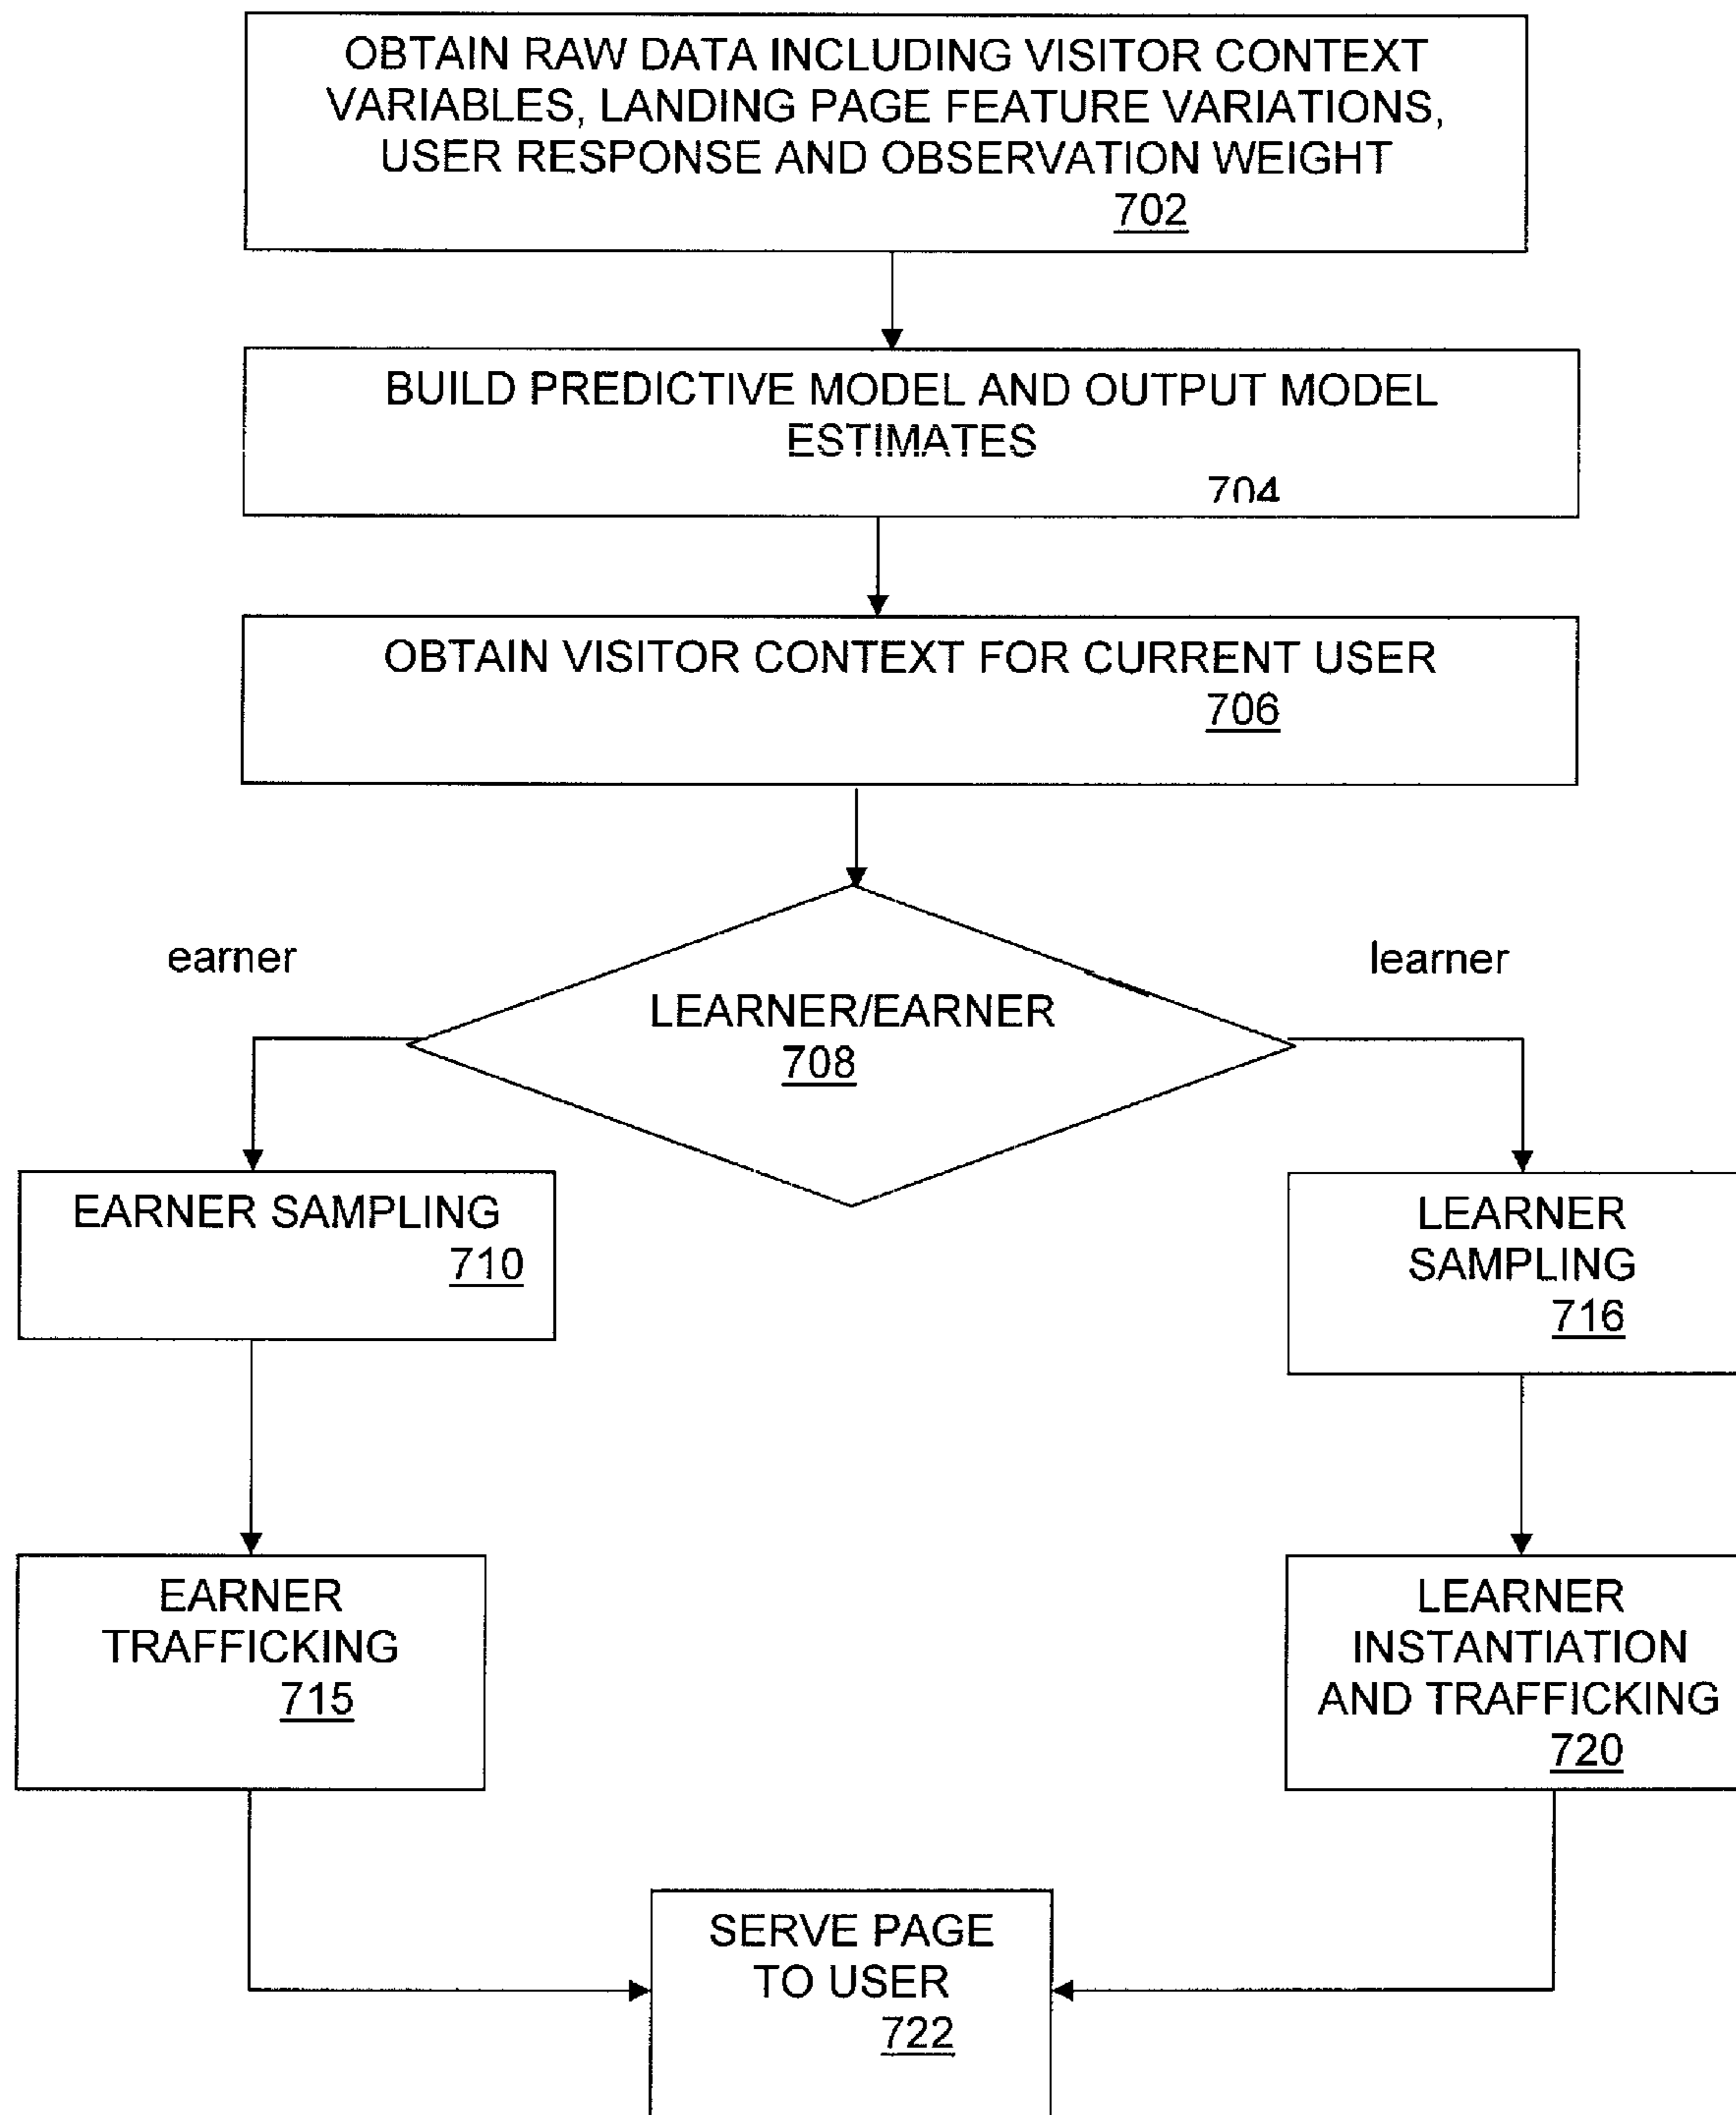 OBTAIN RAW DATA INCLUDING VISITOR CONTEXT
VARIABLES, LANDING PAGE FEATURE VARIATIONS,
USER RESPONSE AND OBSERVATION WEIGHT
702
BUILD PREDICTIVE MODEL AND OUTPUT MODEL
ESTIMATES
704
OBTAIN VISITOR CONTEXT FOR CURRENT USER
706
earner
learner
LEARNER/EARNER
708
EARNER SAMPLING
710
LEARNER
SAMPLING
716
EARNER
TRAFFICKING
715
LEARNER
INSTANTIATION
AND TRAFFICKING
720
SERVE PAGE
TO USER
722